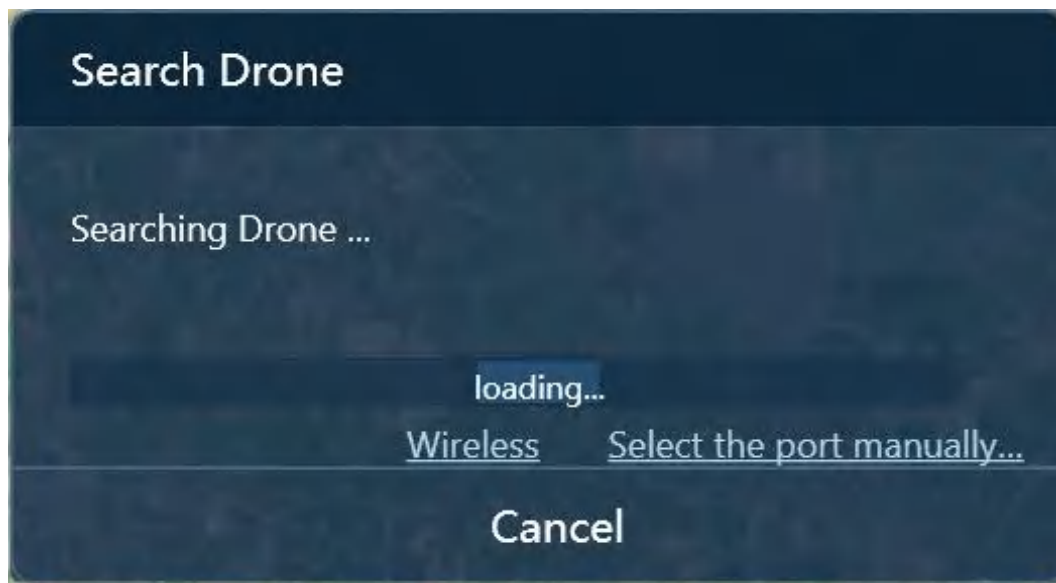 Search Drone
Searching Drone ...
loading...
Wireless Select the port manually...
Cancel